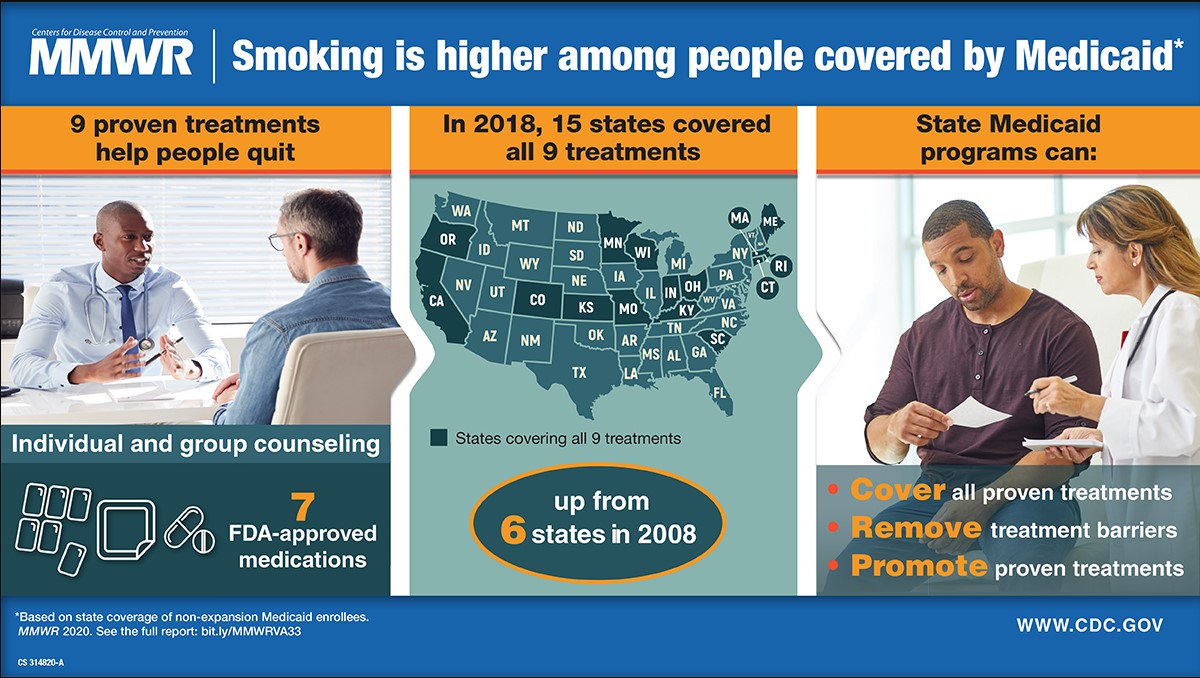 Centers for Disease Control and Prevention
MMWR
Smoking is higher among people covered by Medicaid*
9 proven treatments
help people quit
Individual and group counseling
7
FDA-approved
medications
In 2018, 15 states covered
all 9 treatments
WA
MT
ND
MN
MA
ME
OR
ID
WY
SD
WI
MI
NY
VT
NH
RI
CT
NV
UT
CO
NE
IA
IL
IN
OH
PA
CA
KS
MO
KY
WV
VA
AZ
NM
OK
AR
TN
NC
SC
TX
LA
MS
AL
GA
FL
States covering all 9 treatments
up from
6 states in 2008
State Medicaid
programs can:
• Cover all proven treatments
• Remove treatment barriers
• Promote proven treatments
*Based on state coverage of non-expansion Medicaid enrollees.
MMWR 2020. See the full report: bit.ly/MMWRVA33
WWW.CDC.GOV
CS 314820-A